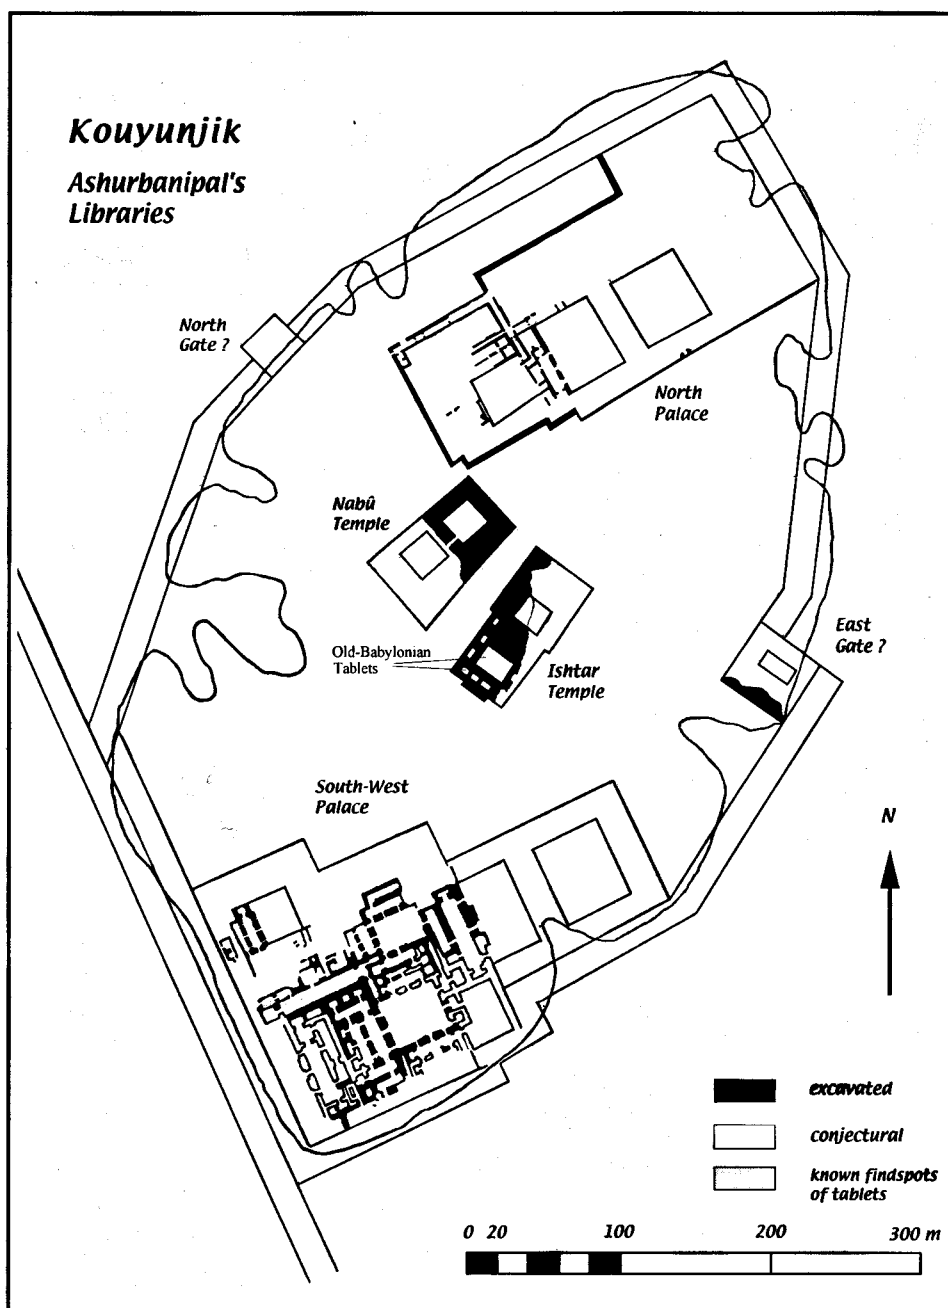 Kouyunjik
Ashurbanipal's
Libraries
North
Gate ?
North
Palace
Nabû
Temple
East
Gate ?
Old-Babylonian
Tablets
Ishtar
Temple
South-West
Palace
N
excavated
conjectural
known findspots
of tablets
0 20 100 200 300 m